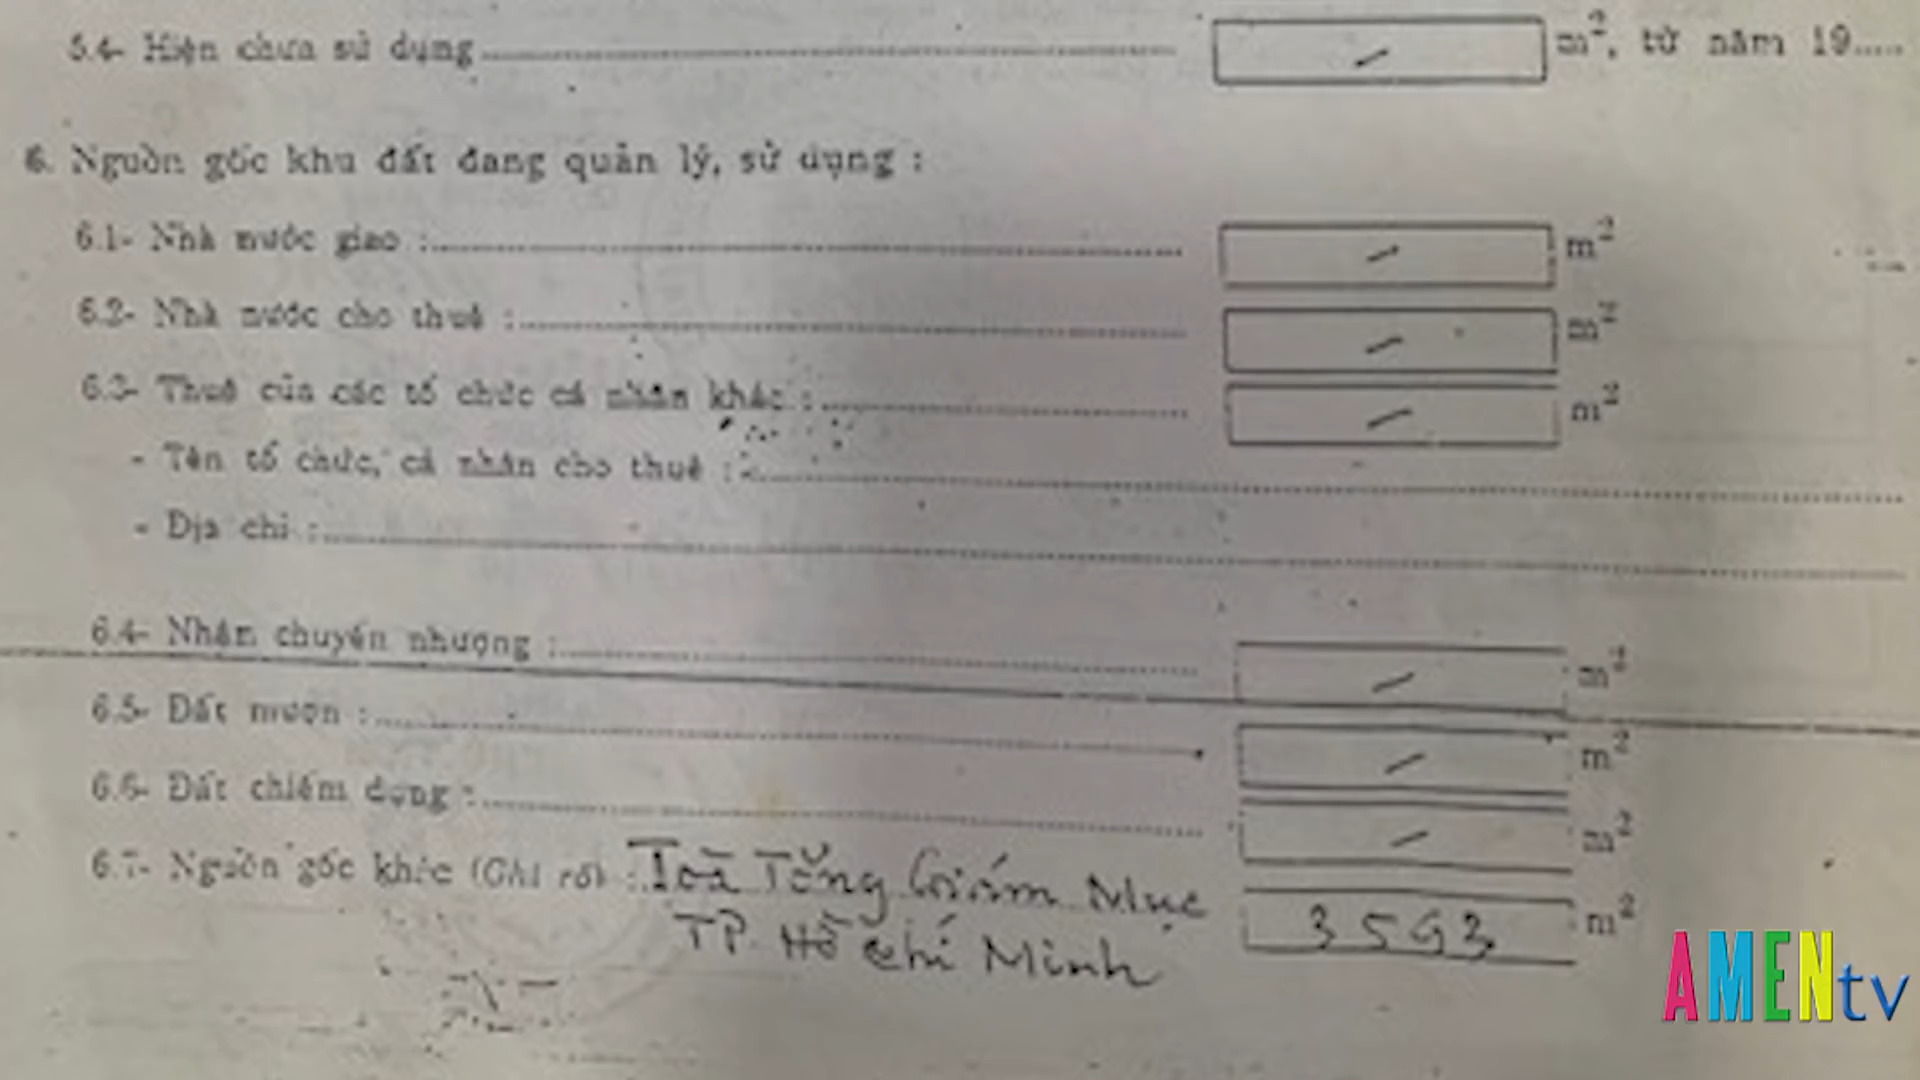 5.4- Hiện chưa sử dụng .......... m², từ năm 19.....
6. Nguồn gốc khu đất đang quản lý, sử dụng :
6.1- Nhà nước giao :.......... m²
6.2- Nhà nước cho thuê :.......... m²
6.3- Thuê của các tổ chức cá nhân khác :.......... m²
- Tên tổ chức, cá nhân cho thuê :..........
- Địa chỉ :..........
6.4- Nhận chuyển nhượng :.......... m²
6.5- Đất mượn :.......... m²
6.6- Đất chiếm dụng :.......... m²
6.7- Nguồn gốc khác (Ghi rõ) : Toà Tổng Giám Mục m²
TP. Hồ Chí Minh
AMENtv